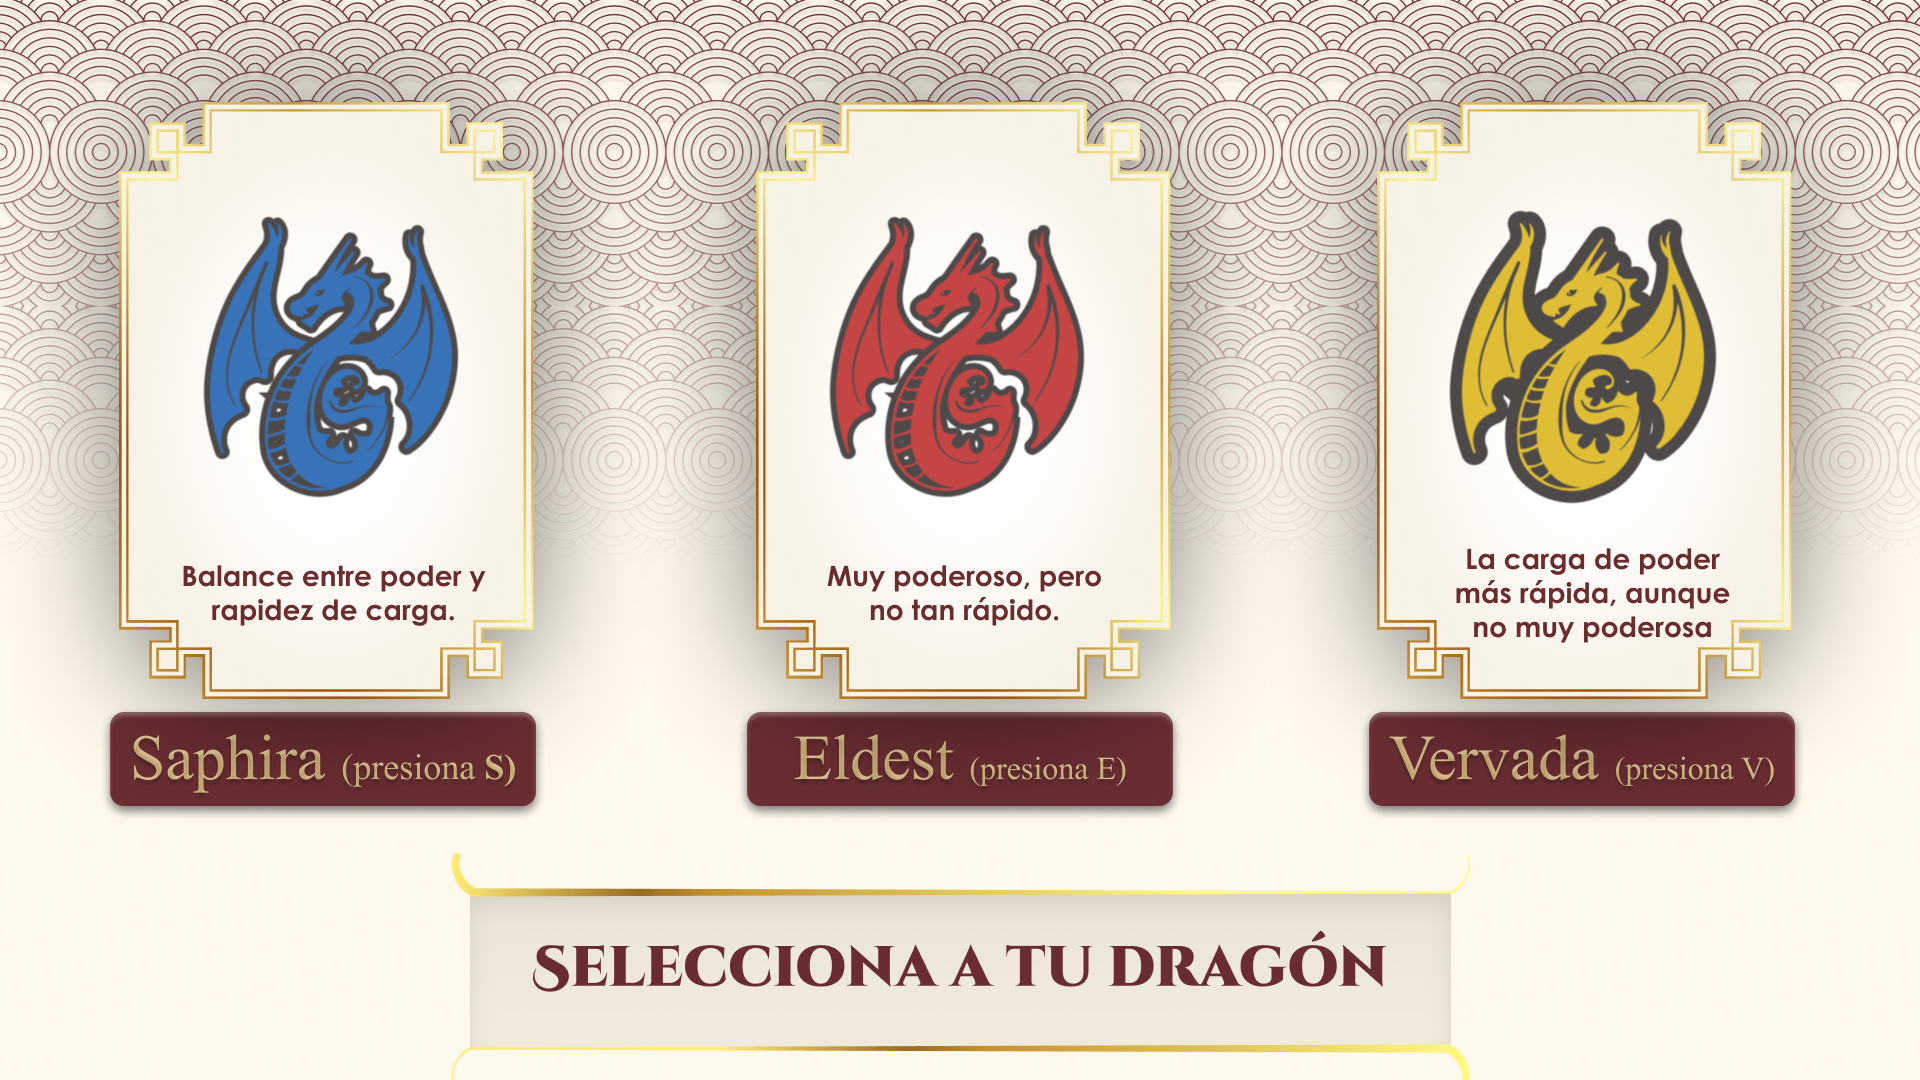 Balance entre poder y
rapidez de carga.
Muy poderoso, pero
no tan rápido.
La carga de poder
más rápida, aunque
no muy poderosa
Saphira (presiona S)
Eldest (presiona E)
Vervada (presiona V)
Selecciona a tu dragón